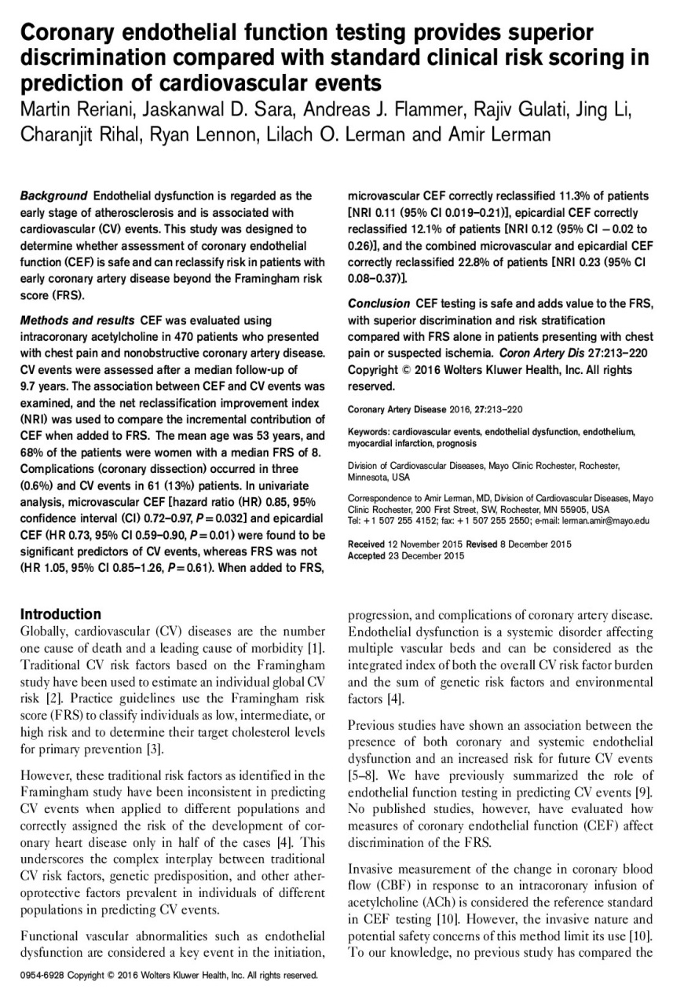 Coronary endothelial function testing provides superior
discrimination compared with standard clinical risk scoring in
prediction of cardiovascular events
Martin Reriani, Jaskanwal D. Sara, Andreas J. Flammer, Rajiv Gulati, Jing Li,
Charanjit Rihal, Ryan Lennon, Lilach O. Lerman and Amir Lerman
Background Endothelial dysfunction is regarded as the
early stage of atherosclerosis and is associated with
cardiovascular (CV) events. This study was designed to
determine whether assessment of coronary endothelial
function (CEF) is safe and can reclassify risk in patients with
early coronary artery disease beyond the Framingham risk
score (FRS).
Methods and results CEF was evaluated using
intracoronary acetylcholine in 470 patients who presented
with chest pain and nonobstructive coronary artery disease.
CV events were assessed after a median follow-up of
9.7 years. The association between CEF and CV events was
examined, and the net reclassification improvement index
(NRI) was used to compare the incremental contribution of
CEF when added to FRS. The mean age was 53 years, and
68% of the patients were women with a median FRS of 8.
Complications (coronary dissection) occurred in three
(0.6%) and CV events in 61 (13%) patients. In univariate
analysis, microvascular CEF [hazard ratio (HR) 0.85, 95%
confidence interval (CI) 0.72–0.97, P = 0.032] and epicardial
CEF (HR 0.73, 95% CI 0.59–0.90, P = 0.01) were found to be
significant predictors of CV events, whereas FRS was not
(HR 1.05, 95% CI 0.85–1.26, P = 0.61). When added to FRS,
microvascular CEF correctly reclassified 11.3% of patients
[NRI 0.11 (95% CI 0.019–0.21)], epicardial CEF correctly
reclassified 12.1% of patients [NRI 0.12 (95% CI −0.02 to
0.26)], and the combined microvascular and epicardial CEF
correctly reclassified 22.8% of patients [NRI 0.23 (95% CI
0.08–0.37)].
Conclusion CEF testing is safe and adds value to the FRS,
with superior discrimination and risk stratification
compared with FRS alone in patients presenting with chest
pain or suspected ischemia. Coron Artery Dis 27:213–220
Copyright © 2016 Wolters Kluwer Health, Inc. All rights
reserved.
Coronary Artery Disease 2016, 27:213–220
Keywords: cardiovascular events, endothelial dysfunction, endothelium,
myocardial infarction, prognosis
Division of Cardiovascular Diseases, Mayo Clinic Rochester, Rochester,
Minnesota, USA
Correspondence to Amir Lerman, MD, Division of Cardiovascular Diseases, Mayo
Clinic Rochester, 200 First Street, SW, Rochester, MN 55905, USA
Tel: +1 507 255 4152; fax: +1 507 255 2550; e-mail: lerman.amir@mayo.edu
Received 12 November 2015 Revised 8 December 2015
Accepted 23 December 2015
Introduction
Globally, cardiovascular (CV) diseases are the number
one cause of death and a leading cause of morbidity [1].
Traditional CV risk factors based on the Framingham
study have been used to estimate an individual global CV
risk [2]. Practice guidelines use the Framingham risk
score (FRS) to classify individuals as low, intermediate, or
high risk and to determine their target cholesterol levels
for primary prevention [3].
However, these traditional risk factors as identified in the
Framingham study have been inconsistent in predicting
CV events when applied to different populations and
correctly assigned the risk of the development of cor-
onary heart disease only in half of the cases [4]. This
underscores the complex interplay between traditional
CV risk factors, genetic predisposition, and other ather-
oprotective factors prevalent in individuals of different
populations in predicting CV events.
Functional vascular abnormalities such as endothelial
dysfunction are considered a key event in the initiation,
progression, and complications of coronary artery disease.
Endothelial dysfunction is a systemic disorder affecting
multiple vascular beds and can be considered as the
integrated index of both the overall CV risk factor burden
and the sum of genetic risk factors and environmental
factors [4].
Previous studies have shown an association between the
presence of both coronary and systemic endothelial
dysfunction and an increased risk for future CV events
[5–8]. We have previously summarized the role of
endothelial function testing in predicting CV events [9].
No published studies, however, have evaluated how
measures of coronary endothelial function (CEF) affect
discrimination of the FRS.
Invasive measurement of the change in coronary blood
flow (CBF) in response to an intracoronary infusion of
acetylcholine (ACh) is considered the reference standard
in CEF testing [10]. However, the invasive nature and
potential safety concerns of this method limit its use [10].
To our knowledge, no previous study has compared the
0954-6928 Copyright © 2016 Wolters Kluwer Health, Inc. All rights reserved.